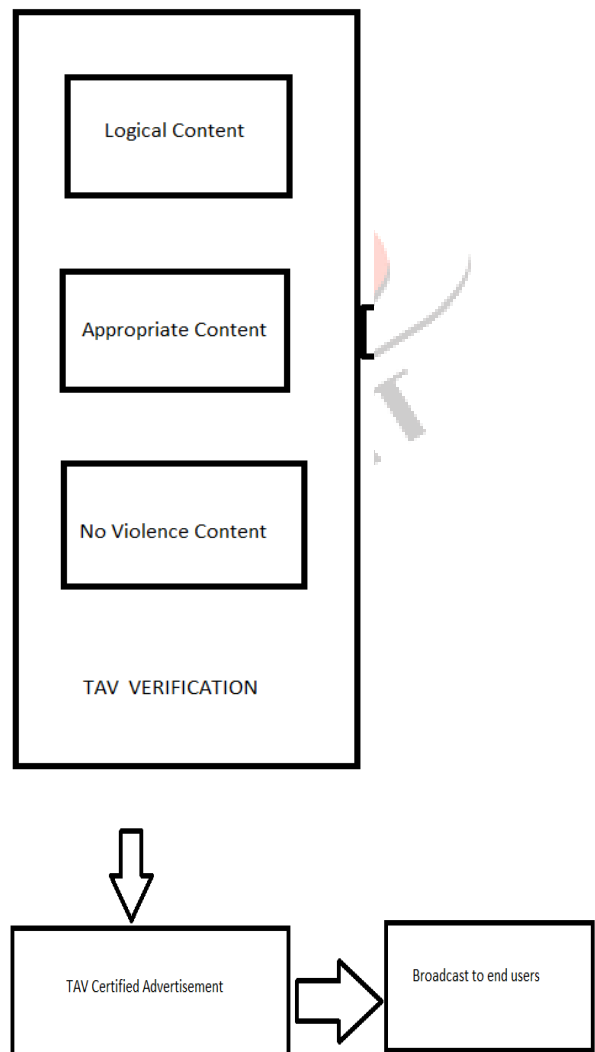 Logical Content
Appropriate Content
No Violence Content
TAV VERIFICATION
TAV Certified Advertisement
Broadcast to end users